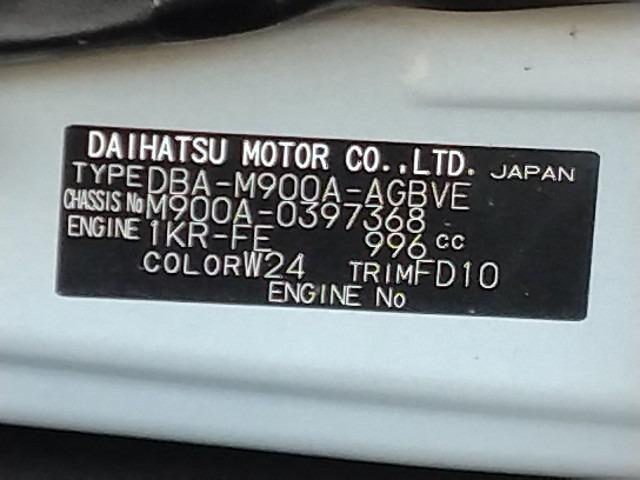 DAIHATSU MOTOR CO.,LTD. JAPAN
TYPE DBA-M900A-AGBVE
CHASSIS No M900A-0397368
ENGINE 1KR-FE 996 CC
COLOR W24 TRIM FD10
ENGINE No